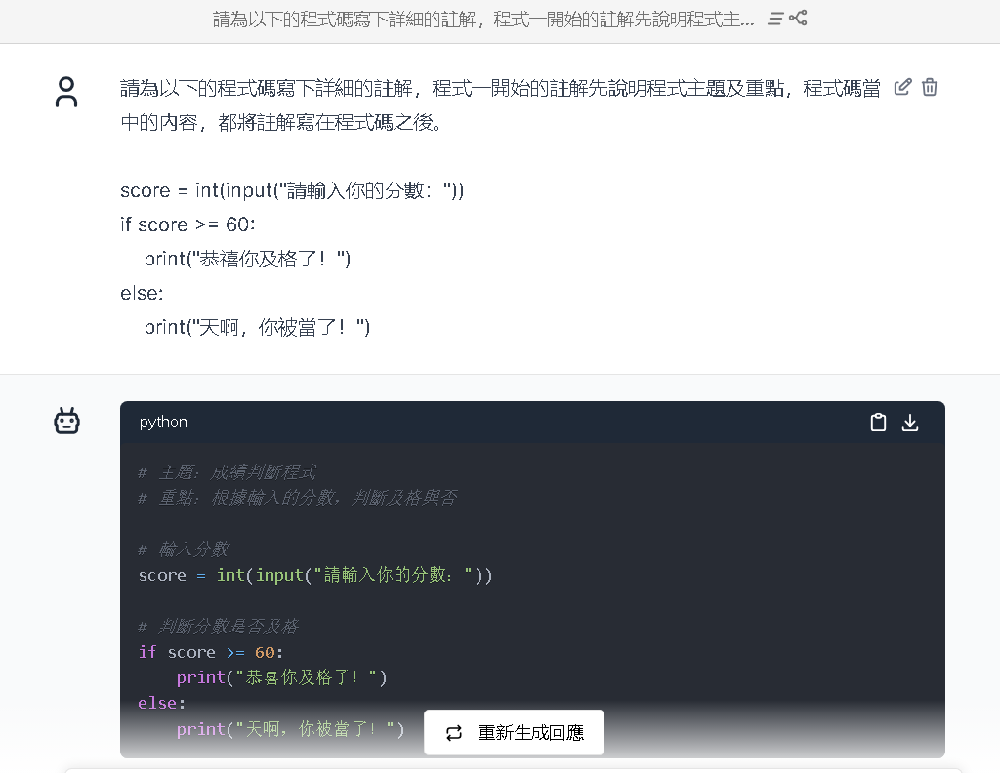 請為以下的程式碼寫下詳細的註解，程式一開始的註解先說明程式主...
請為以下的程式碼寫下詳細的註解，程式一開始的註解先說明程式主題及重點，程式碼當
中的內容，都將註解寫在程式碼之後。
score = int(input("請輸入你的分數："))
if score >= 60:
    print("恭禧你及格了！")
else:
    print("天啊，你被當了！")
python
# 主題：成績判斷程式
# 重點：根據輸入的分數，判斷及格與否
# 輸入分數
score = int(input("請輸入你的分數："))
# 判斷分數是否及格
if score >= 60:
    print("恭喜你及格了！")
else:
    print("天啊，你被當了！")
重新生成回應